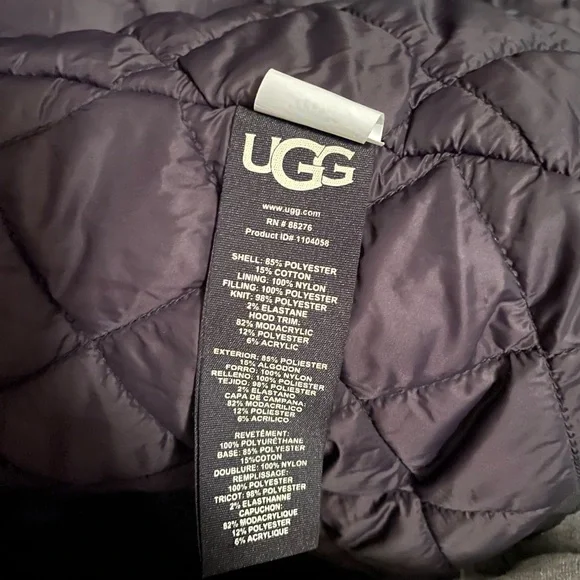 UGG
www.ugg.com
RN # 88276
Product ID# 1104058
SHELL: 85% POLYESTER
15% COTTON
LINING: 100% NYLON
FILLING: 100% POLYESTER
KNIT: 98% POLYESTER
2% ELASTANE
HOOD TRIM:
82% MODACRYLIC
12% POLYESTER
6% ACRYLIC
EXTERIOR: 85% POLIESTER
15% ALGODON
FORRO: 100% NYLON
RELLENO: 100% POLIESTER
TEJIDO, 98% POLIESTER
2% ELASTANO
CAPA DE CAMPANA:
82% MODACRILICO
12% POLIESTER
6% ACRILICO
REVETÉMENT:
100% POLYURÉTHANE
BASE: 85% POLYESTER
15%COTON
DOUBLURE: 100% NYLON
REMPLISSAGE:
100% POLYESTER
TRICOT: 98% POLYESTER
2% ELASTHANNE
CAPUCHON:
82% MODACRYLIQUE
12% POLYESTER
6% ACRYLIQUE